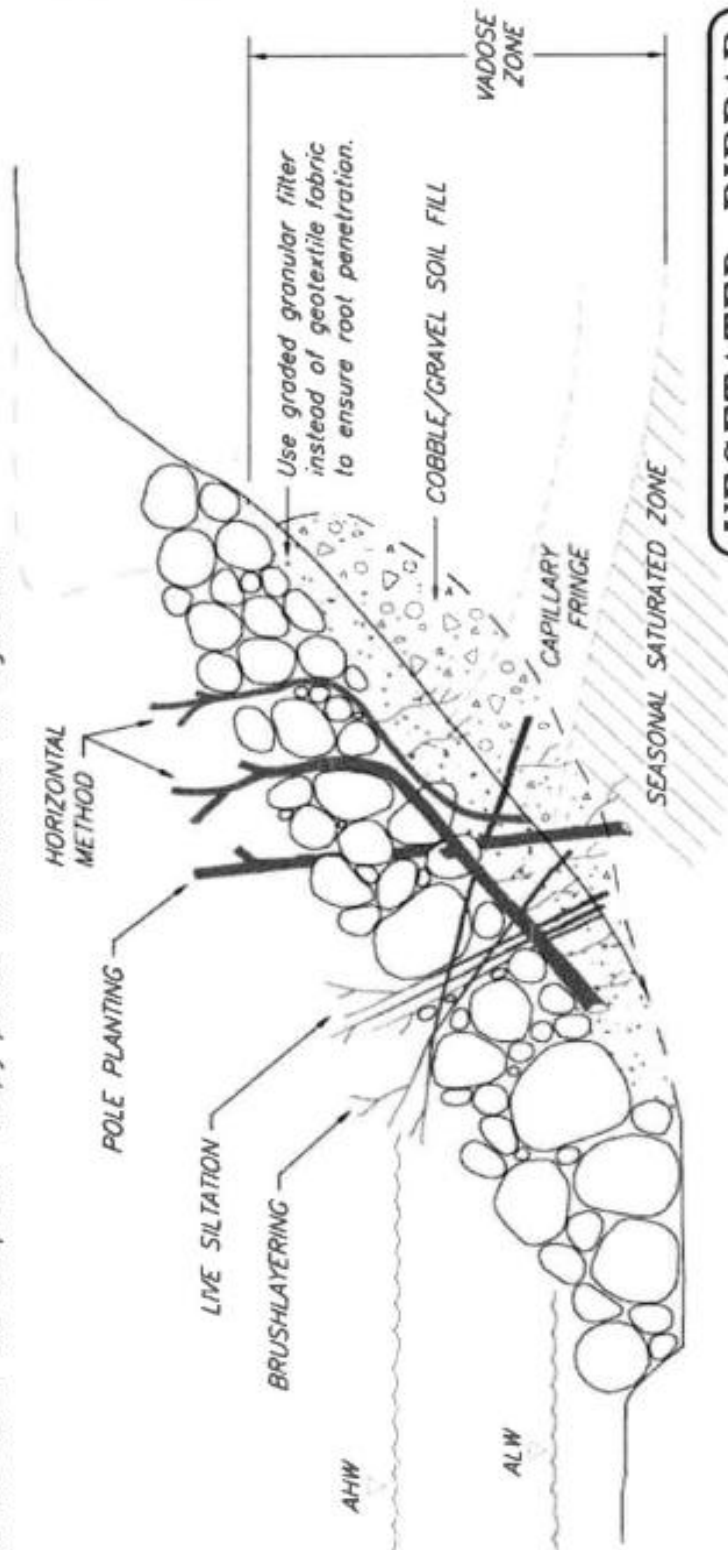 HORIZONTAL
METHOD
POLE PLANTING
LIVE SILTATION
BRUSHLAYERING
AHW
ALW
Use graded granular filter
instead of geotextile fabric
to ensure root penetration.
COBBLE/GRAVEL SOIL FILL
CAPILLARY
FRINGE
SEASONAL SATURATED ZONE
VADOSE
ZONE